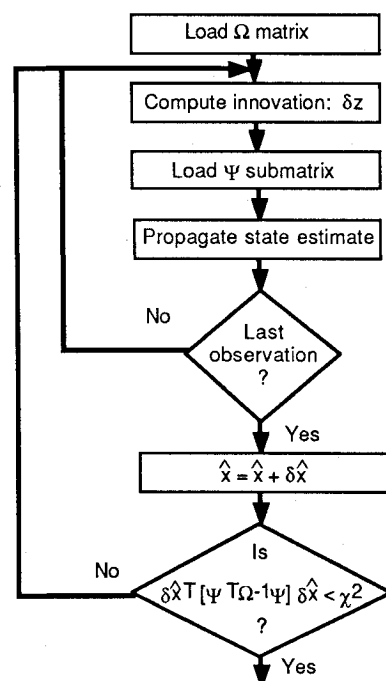 Load Ω matrix
Compute innovation: δz
Load Ψ submatrix
Propagate state estimate
No
Last
observation
?
Yes
x̂ = x̂ + δx̂
Is
No
δx̂ᵀ [Ψ ᵀΩ⁻¹Ψ] δx̂ < χ²
?
Yes